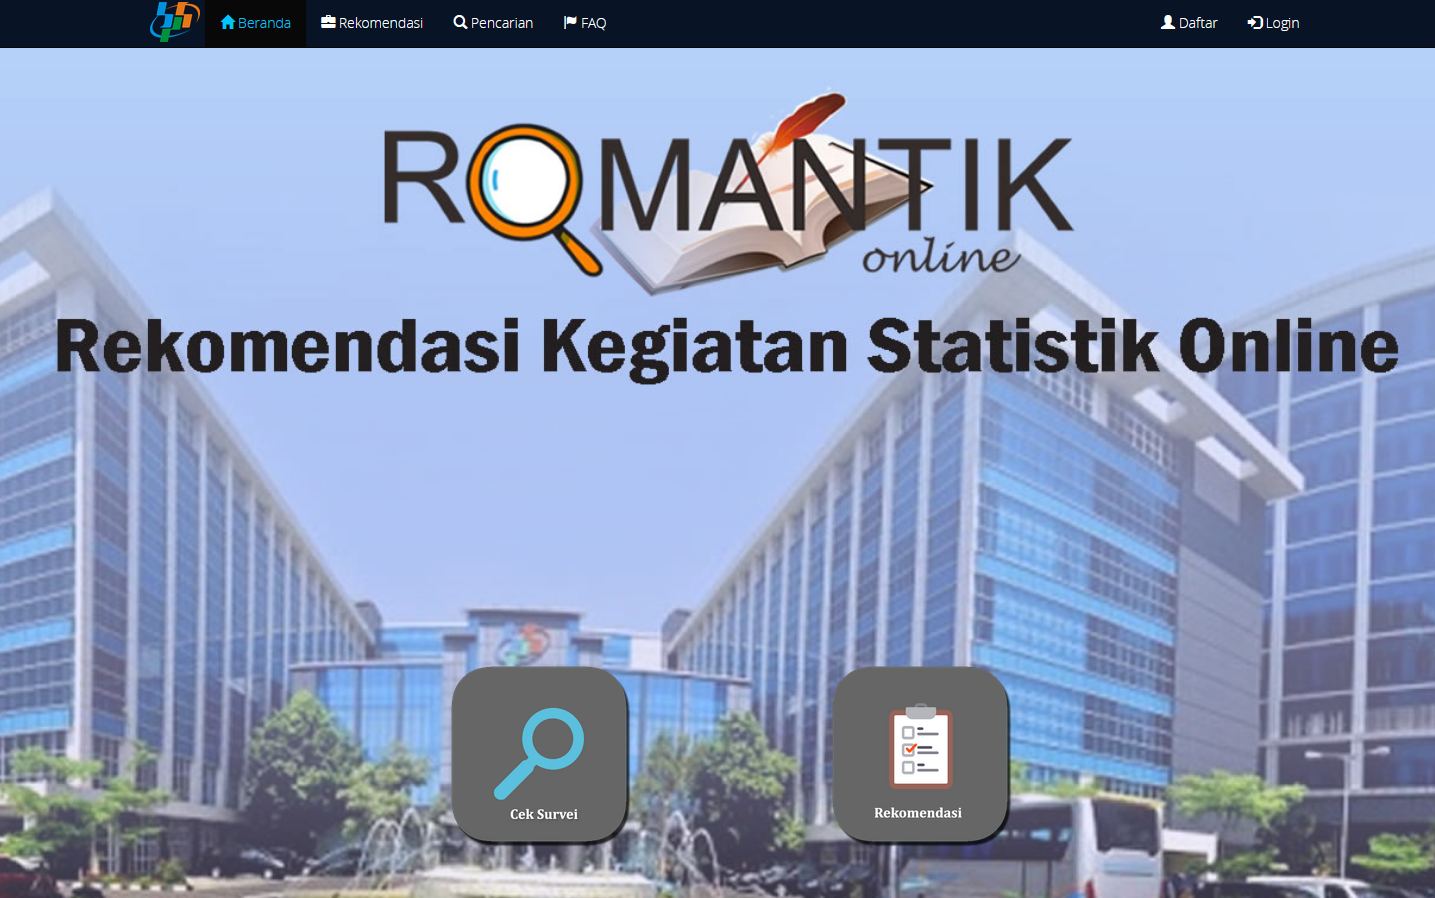 Beranda Rekomendasi Pencarian FAQ Daftar Login
ROMANTIK
online
Rekomendasi Kegiatan Statistik Online
Cek Survei
Rekomendasi